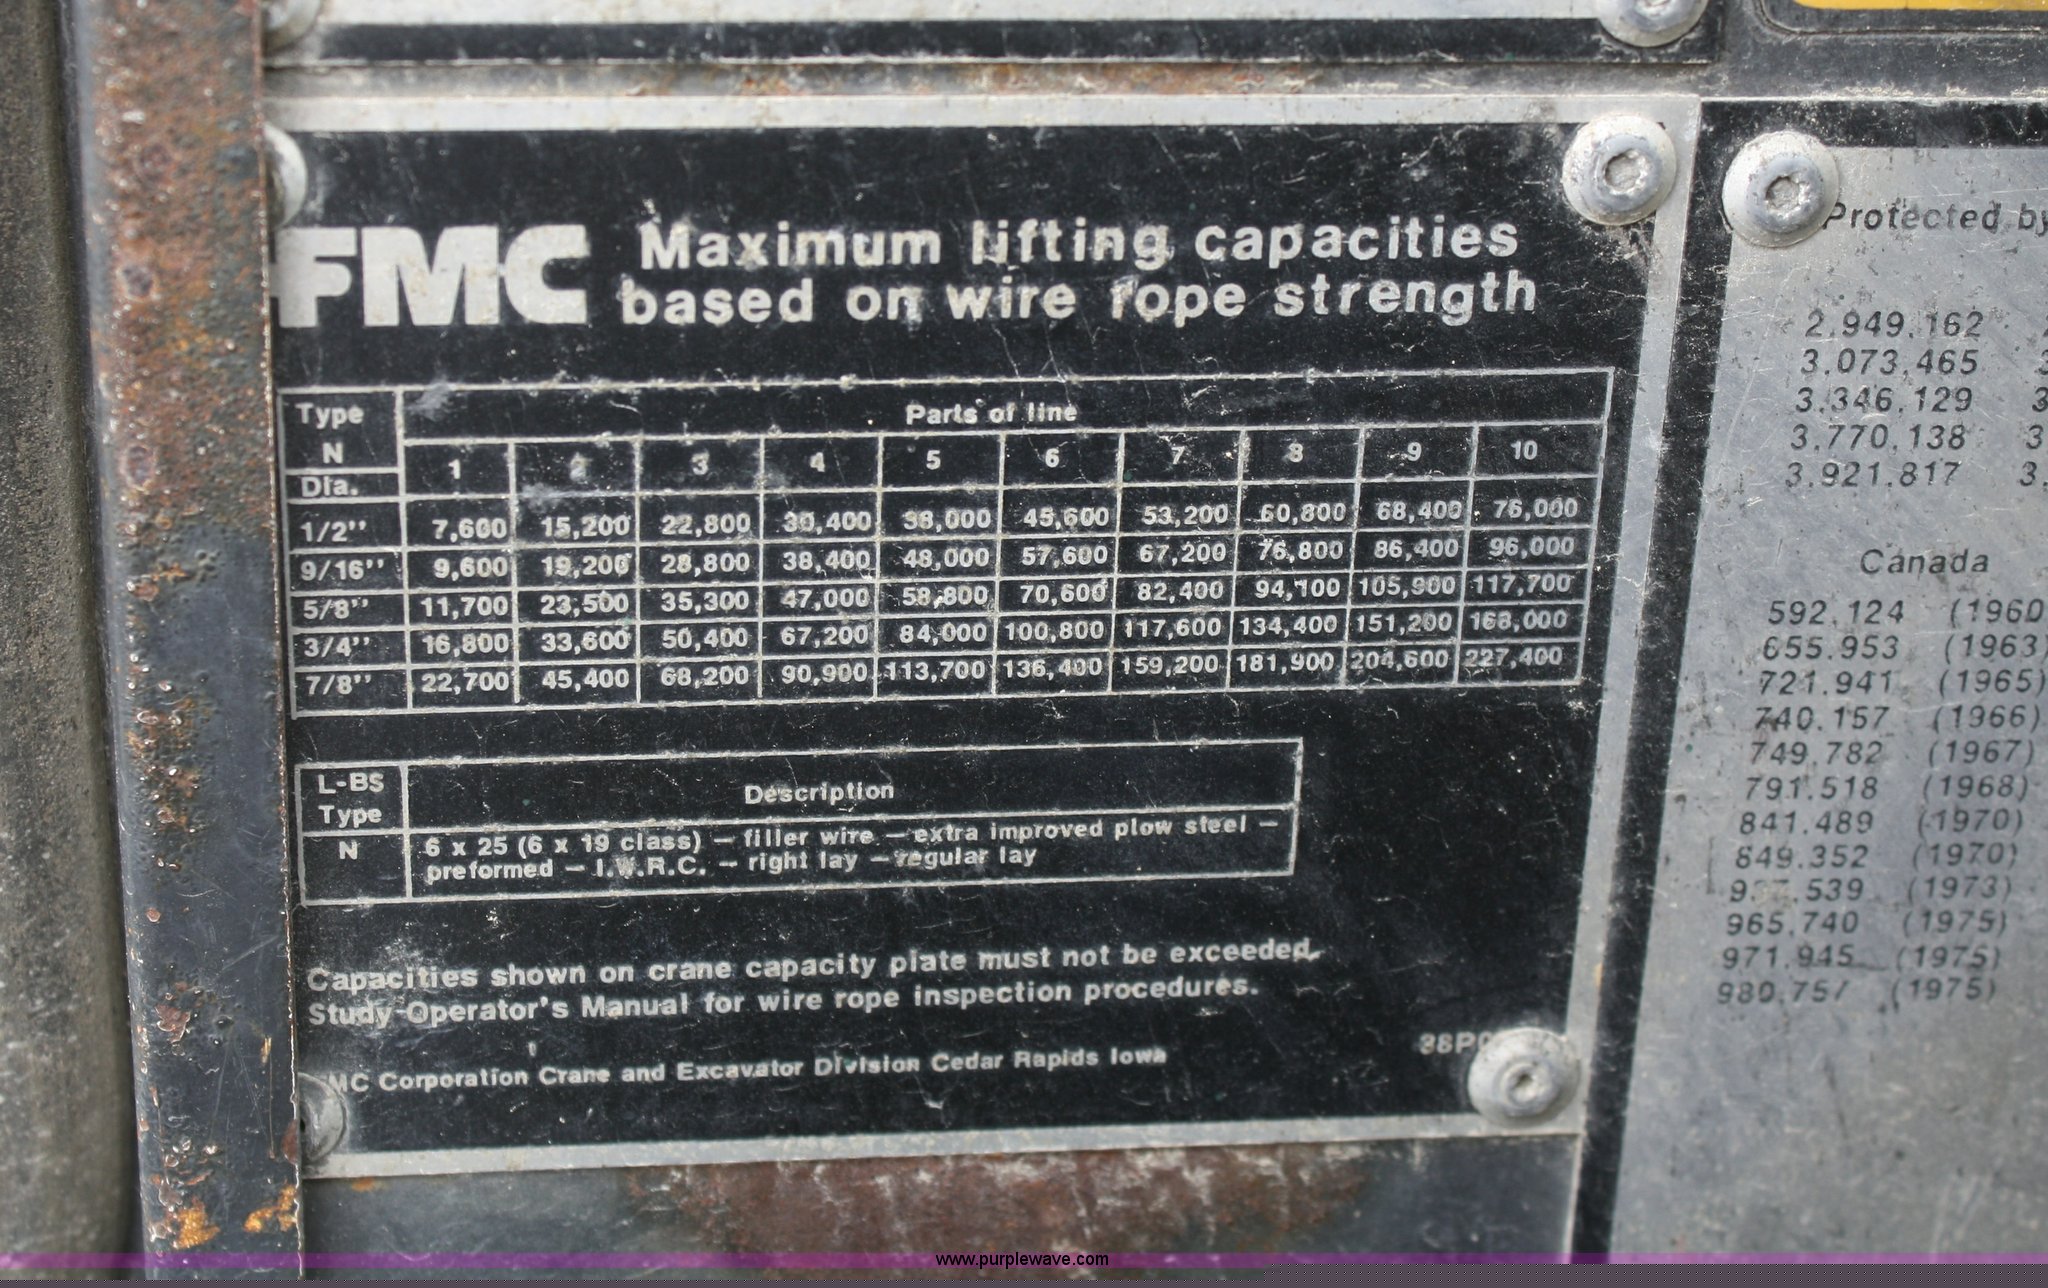 FMC
Maximum lifting capacities
based on wire rope strength
Type N Parts of line
Dia. 1 2 3 4 5 6 7 8 9 10
1/2" 7,600 15,200 22,800 30,400 38,000 45,600 53,200 60,800 68,400 76,000
9/16" 9,600 19,200 28,800 38,400 48,000 57,600 67,200 76,800 86,400 96,000
5/8" 11,700 23,500 35,300 47,000 58,800 70,600 82,400 94,100 105,900 117,700
3/4" 16,800 33,600 50,400 67,200 84,000 100,800 117,600 134,400 151,200 168,000
7/8" 22,700 45,400 68,200 90,900 113,700 136,400 159,200 181,900 204,600 227,400
L-BS
Type Description
N 6 x 25 (6 x 19 class) — filler wire — extra improved plow steel —
preformed — I.W.R.C. — right lay — regular lay
Capacities shown on crane capacity plate must not be exceeded.
Study Operator's Manual for wire rope inspection procedures.
MC Corporation Crane and Excavator Division Cedar Rapids Iowa
Protected by
2.949.162
3.073.465
3.346.129
3.770.138
3.921.817
Canada
592.124 (1960
655.953 (1963)
721.941 (1965)
740.157 (1966)
749.782 (1967)
791.518 (1968)
841.489 (1970)
849.352 (1970)
(1973)
965.740 (1975)
971.945 (1975)
980.757 (1975)
www.purplewave.com